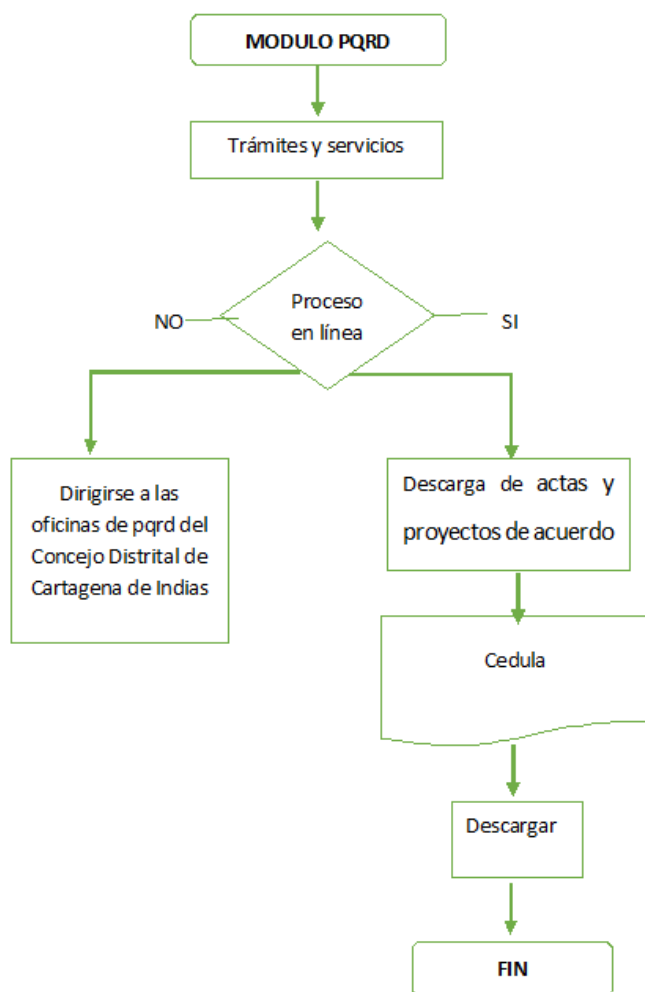 MODULO PQRD
Trámites y servicios
Proceso
en línea
NO
SI
Dirigirse a las
oficinas de pqrd del
Concejo Distrital de
Cartagena de Indias
Descarga de actas y
proyectos de acuerdo
Cedula
Descargar
FIN